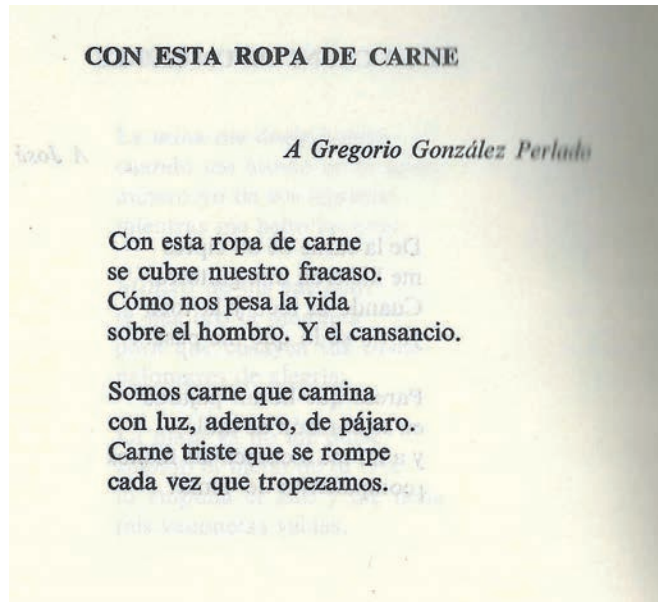 CON ESTA ROPA DE CARNE
A Gregorio González Perlado
Con esta ropa de carne
se cubre nuestro fracaso.
Cómo nos pesa la vida
sobre el hombro. Y el cansancio.
Somos carne que camina
con luz, adentro, de pájaro.
Carne triste que se rompe
cada vez que tropezamos.